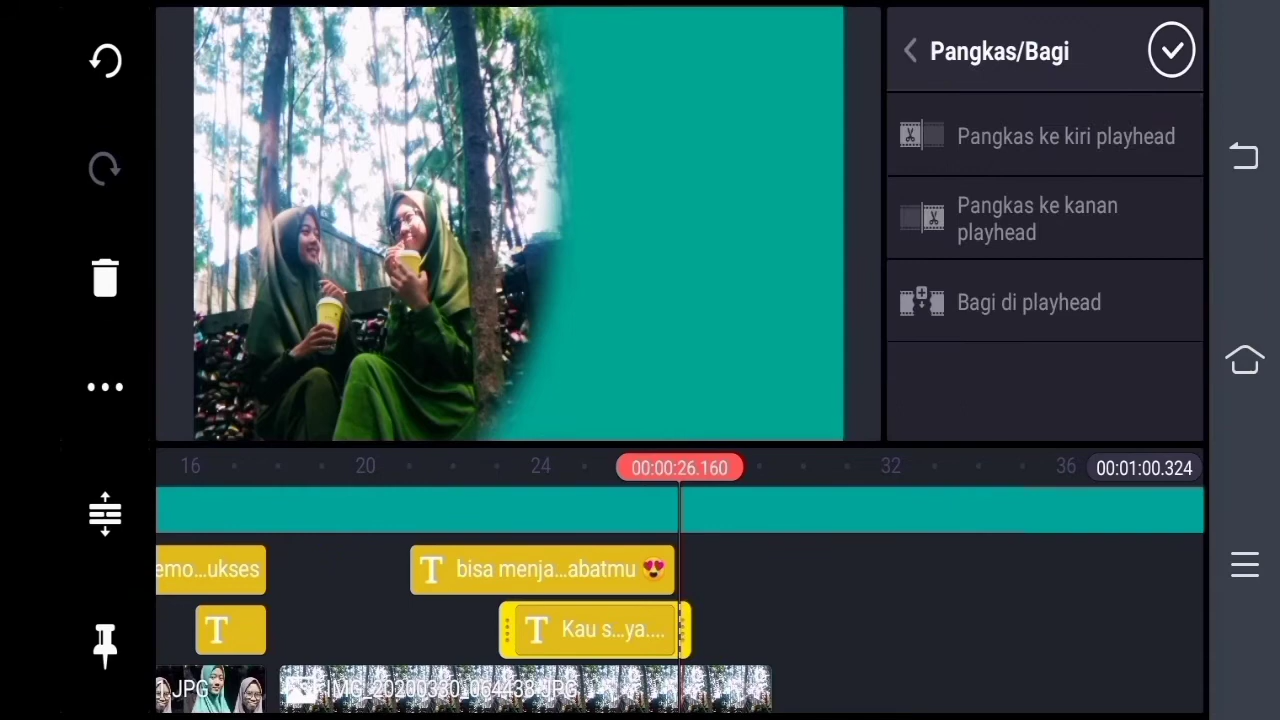 Pangkas/Bagi
Pangkas ke kiri playhead
Pangkas ke kanan
playhead
Bagi di playhead
16
20
24
00:00:26.160
32
36
00:01:00.324
emo...ukses
T bisa menja...abatmu 😍
T
T Kau s...ya....
1.JPG
IMG_20200330_064438.JPG